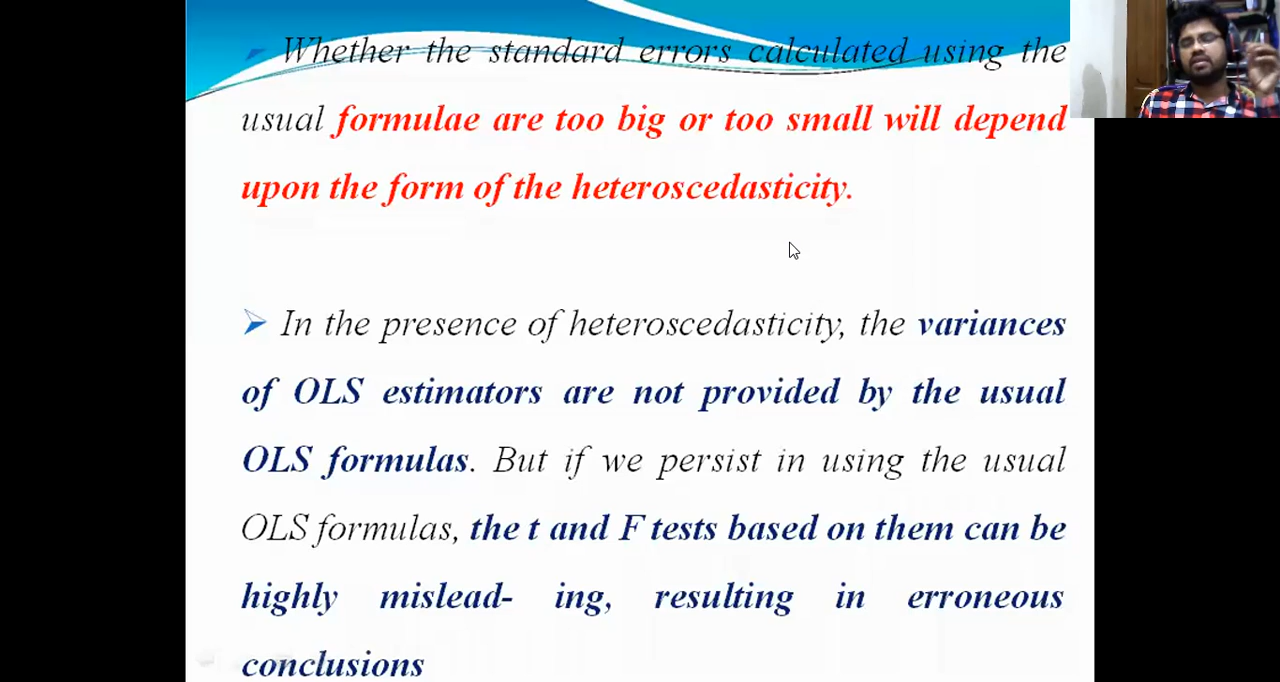 Whether the standard errors calculated using the
usual formulae are too big or too small will depend
upon the form of the heteroscedasticity.
In the presence of heteroscedasticity, the variances
of OLS estimators are not provided by the usual
OLS formulas. But if we persist in using the usual
OLS formulas, the t and F tests based on them can be
highly mislead- ing, resulting in erroneous
conclusions